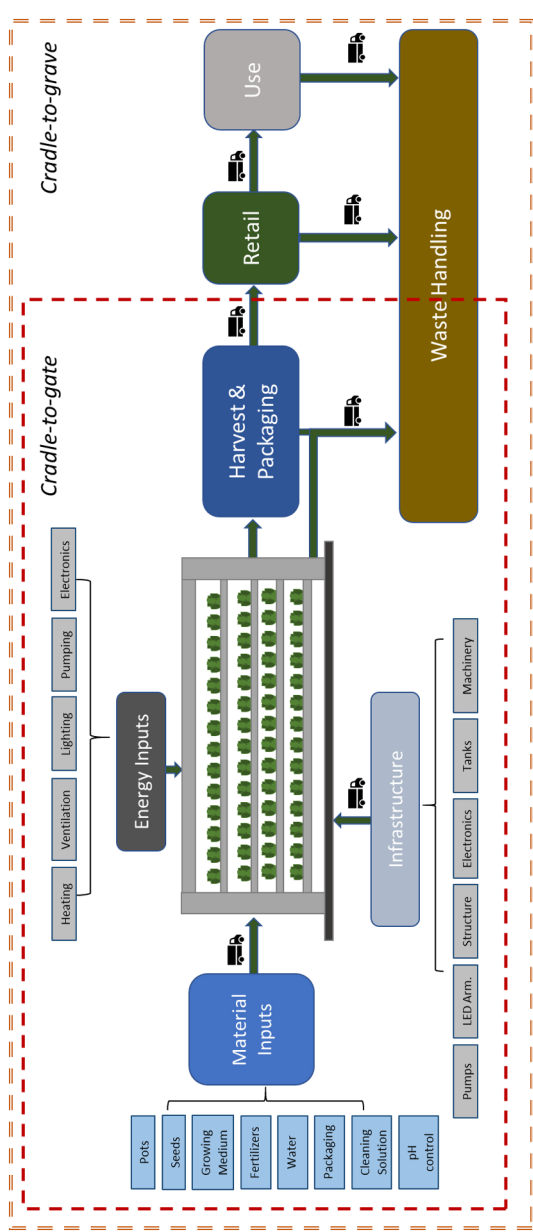 Cradle-to-grave
Cradle-to-gate
Heating
Ventilation
Lighting
Pumping
Electronics
Energy Inputs
Pots
Seeds
Growing
Medium
Fertilizers
Water
Packaging
Cleaning
Solution
pH
control
Material
Inputs
Harvest &
Packaging
Retail
Use
Infrastructure
Pumps
LED Arm.
Structure
Electronics
Tanks
Machinery
Waste Handling